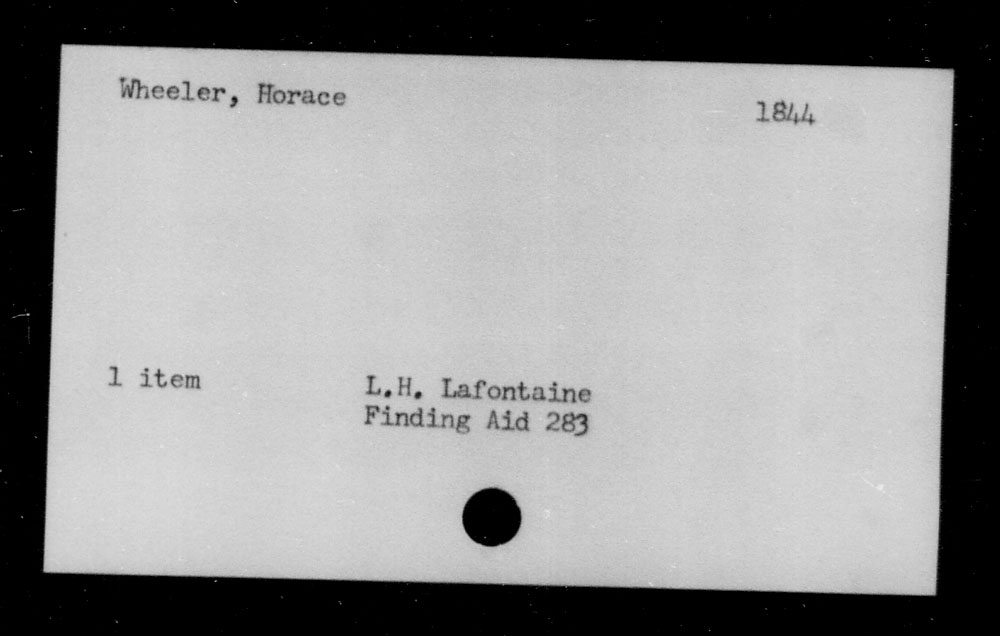 Wheeler, Horace
1844
1 item
L.H. Lafontaine
Finding Aid 283